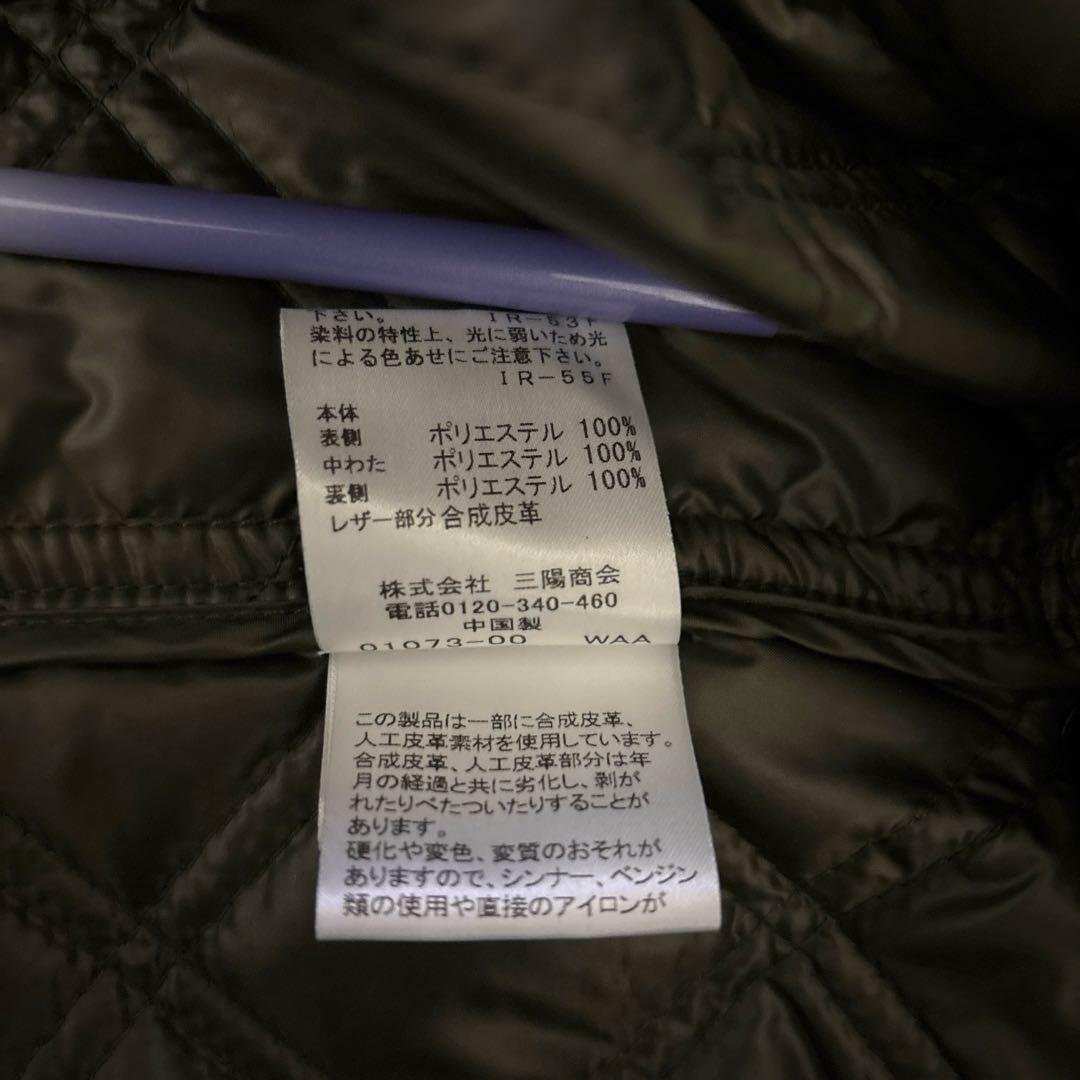 下さい。 IR-53F
染料の特性上、光に弱いため光
による色あせにご注意下さい。
IR-55F
本体
表側 ポリエステル 100%
中わた ポリエステル 100%
裏側 ポリエステル 100%
レザー部分 合成皮革
株式会社 三陽商会
電話0120-340-460
中国製
01073-00 WAA
この製品は一部に合成皮革、
人工皮革素材を使用しています。
合成皮革、人工皮革部分は年
月の経過と共に劣化し、剥が
れたりべたついたりすることが
あります。
硬化や変色、変質のおそれが
ありますので、シンナー、ベンジン
類の使用や直接のアイロンが